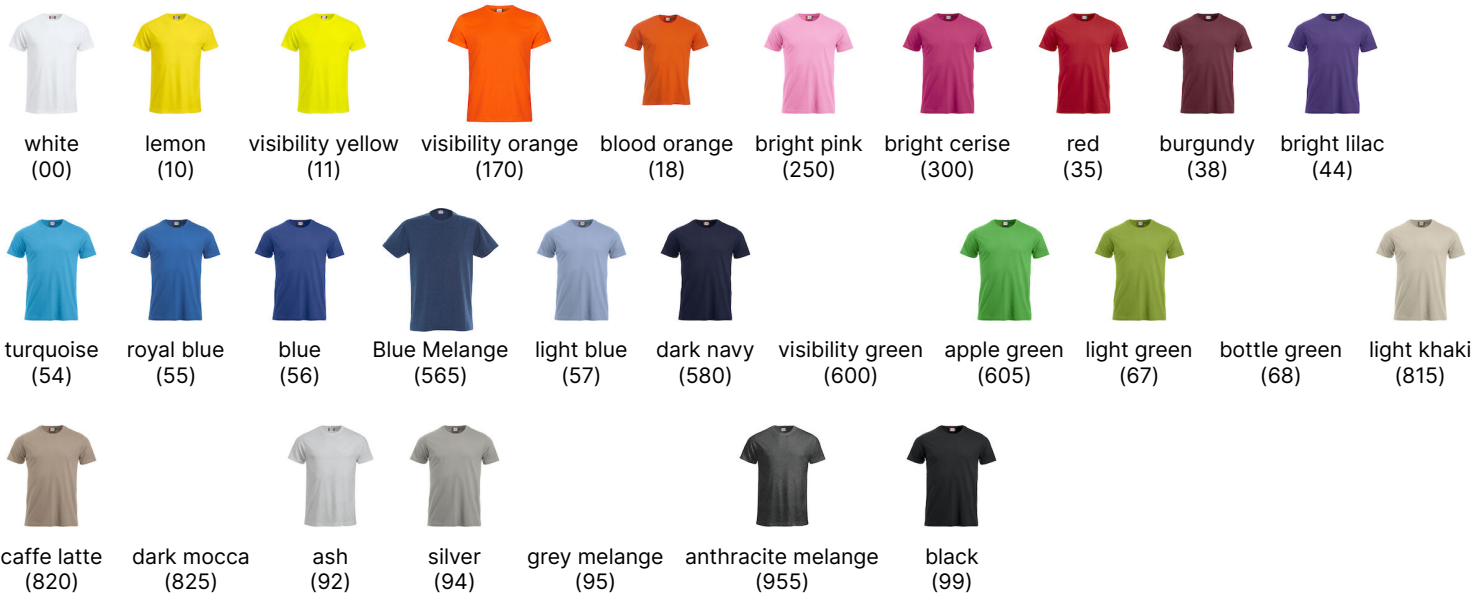 white lemon visibility yellow visibility orange blood orange bright pink bright cerise red burgundy bright lilac
(00) (10) (11) (170) (18) (250) (300) (35) (38) (44)
turquoise royal blue blue Blue Melange light blue dark navy visibility green apple green light green bottle green light khaki
(54) (55) (56) (565) (57) (580) (600) (605) (67) (68) (815)
caffe latte dark mocca ash silver grey melange anthracite melange black
(820) (825) (92) (94) (95) (955) (99)